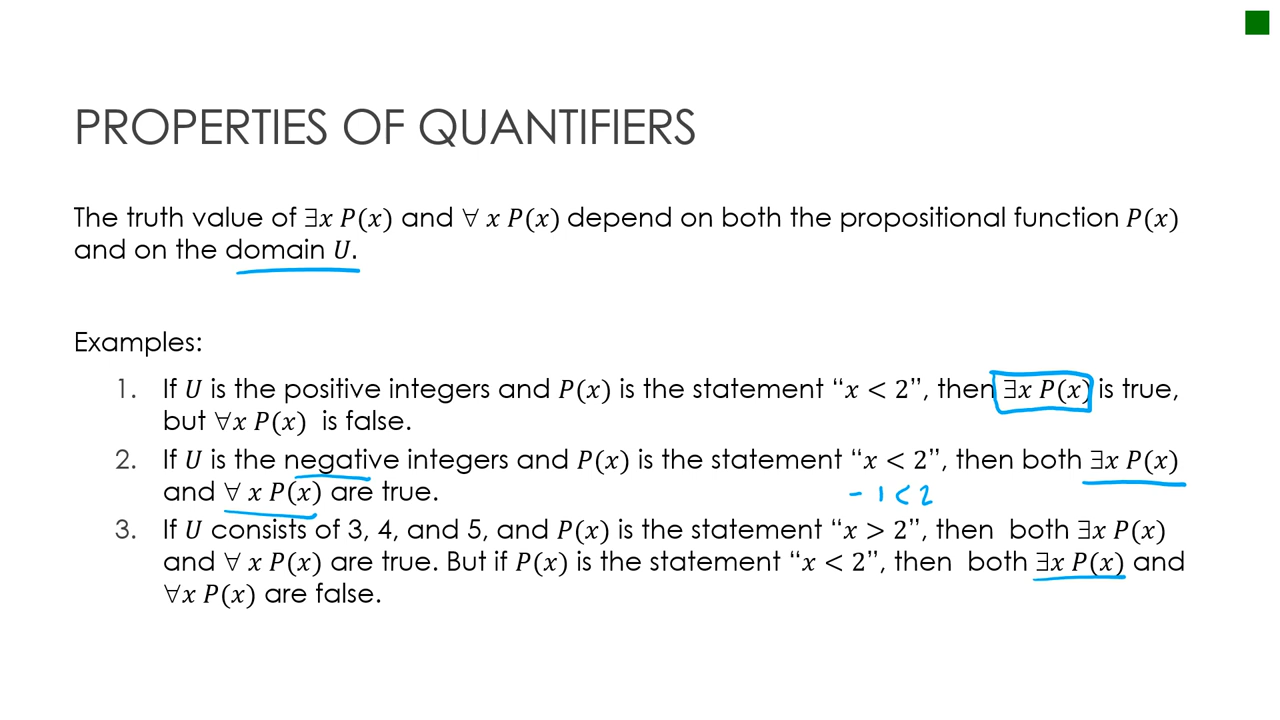 PROPERTIES OF QUANTIFIERS
The truth value of ∃x P(x) and ∀ x P(x) depend on both the propositional function P(x)
and on the domain U.
Examples:
1. If U is the positive integers and P(x) is the statement “x < 2”, then ∃x P(x) is true,
but ∀x P(x) is false.
2. If U is the negative integers and P(x) is the statement “x < 2”, then both ∃x P(x)
and ∀ x P(x) are true.
- 1 < 2
3. If U consists of 3, 4, and 5, and P(x) is the statement “x > 2”, then both ∃x P(x)
and ∀ x P(x) are true. But if P(x) is the statement “x < 2”, then both ∃x P(x) and
∀x P(x) are false.